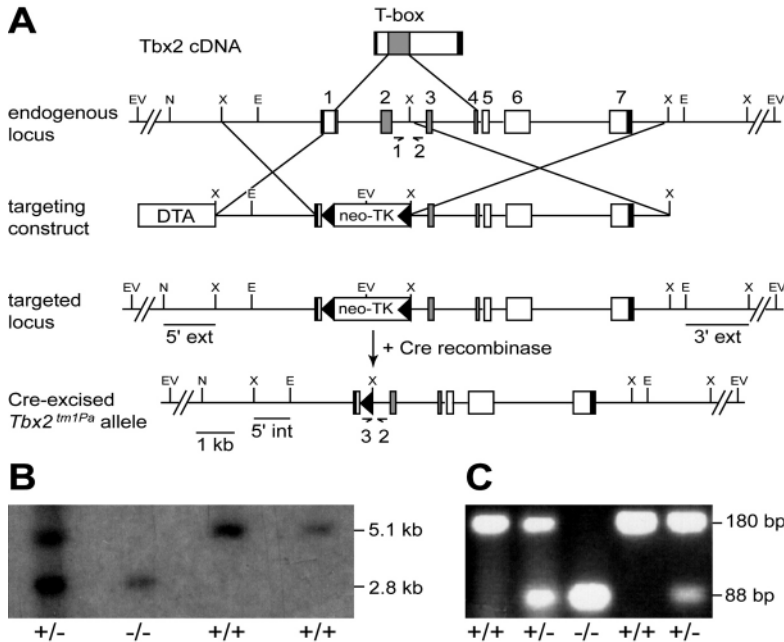 A
T-box
Tbx2 cDNA
1 2 3 4 5 6 7
EV N X E X X E X EV
endogenous
locus
1 2
X E EV X X
targeting
construct
DTA
neo-TK
EV X E EV X X E X EV
targeted
locus
neo-TK
5' ext
3' ext
+ Cre recombinase
EV N X E X X E X EV
Cre-excised
Tbx2 tm1Pa allele
3 2
1 kb
5' int
B
5.1 kb
2.8 kb
+/- -/- +/+ +/+
C
180 bp
88 bp
+/+ +/- -/- +/+ +/-